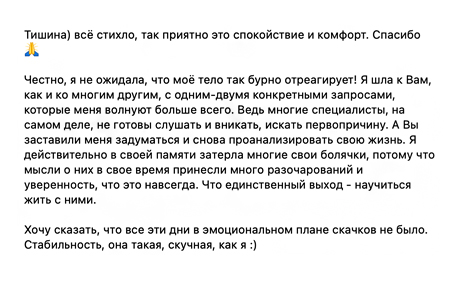 Тишина) всё стихло, так приятно это спокойствие и комфорт. Спасибо
🙏
Честно, я не ожидала, что моё тело так бурно отреагирует! Я шла к Вам,
как и ко многим другим, с одним-двумя конкретными запросами,
которые меня волнуют больше всего. Ведь многие специалисты, на
самом деле, не готовы слушать и вникать, искать первопричину. А Вы
заставили меня задуматься и снова проанализировать свою жизнь. Я
действительно в своей памяти затерла многие свои болячки, потому что
мысли о них в свое время принесли много разочарований и
уверенность, что это навсегда. Что единственный выход - научиться
жить с ними.
Хочу сказать, что все эти дни в эмоциональном плане скачков не было.
Стабильность, она такая, скучная, как я :)